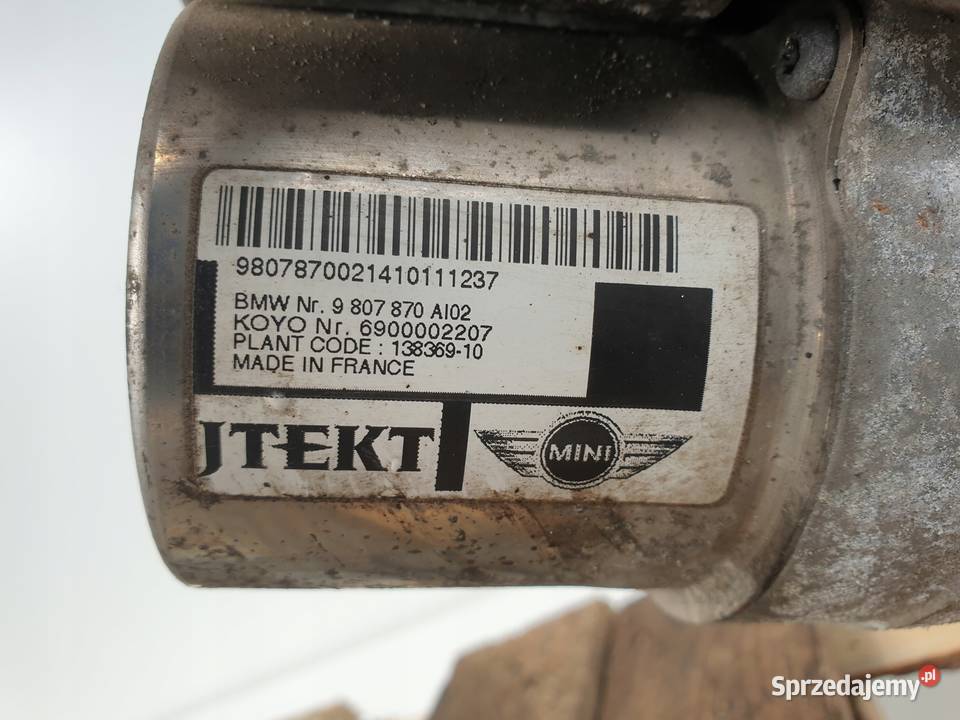 9807870021410111237
BMW Nr. 9 807 870 AI02
KOYO Nr. 6900002207
PLANT CODE : 138369-10
MADE IN FRANCE
JTEKT
MINI
Sprzedajemy.pl